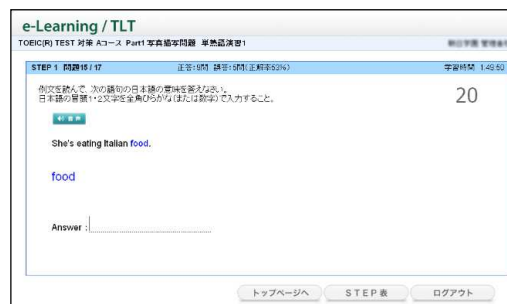 e-Learning / TLT
TOEIC(R) TEST 対策 Aコース Part1 写真描写問題 単熟語演習1
STEP 1 問題15 / 17 正答:9問 誤答:5問(正解率63%) 学習時間 1:49:50
例文を読んで、次の語句の日本語の意味を答えなさい。
日本語の冒頭1・2文字を全角ひらがな(または数字)で入力すること。
20
音声
She's eating Italian food.
food
Answer :
トップページへ STEP表 ログアウト